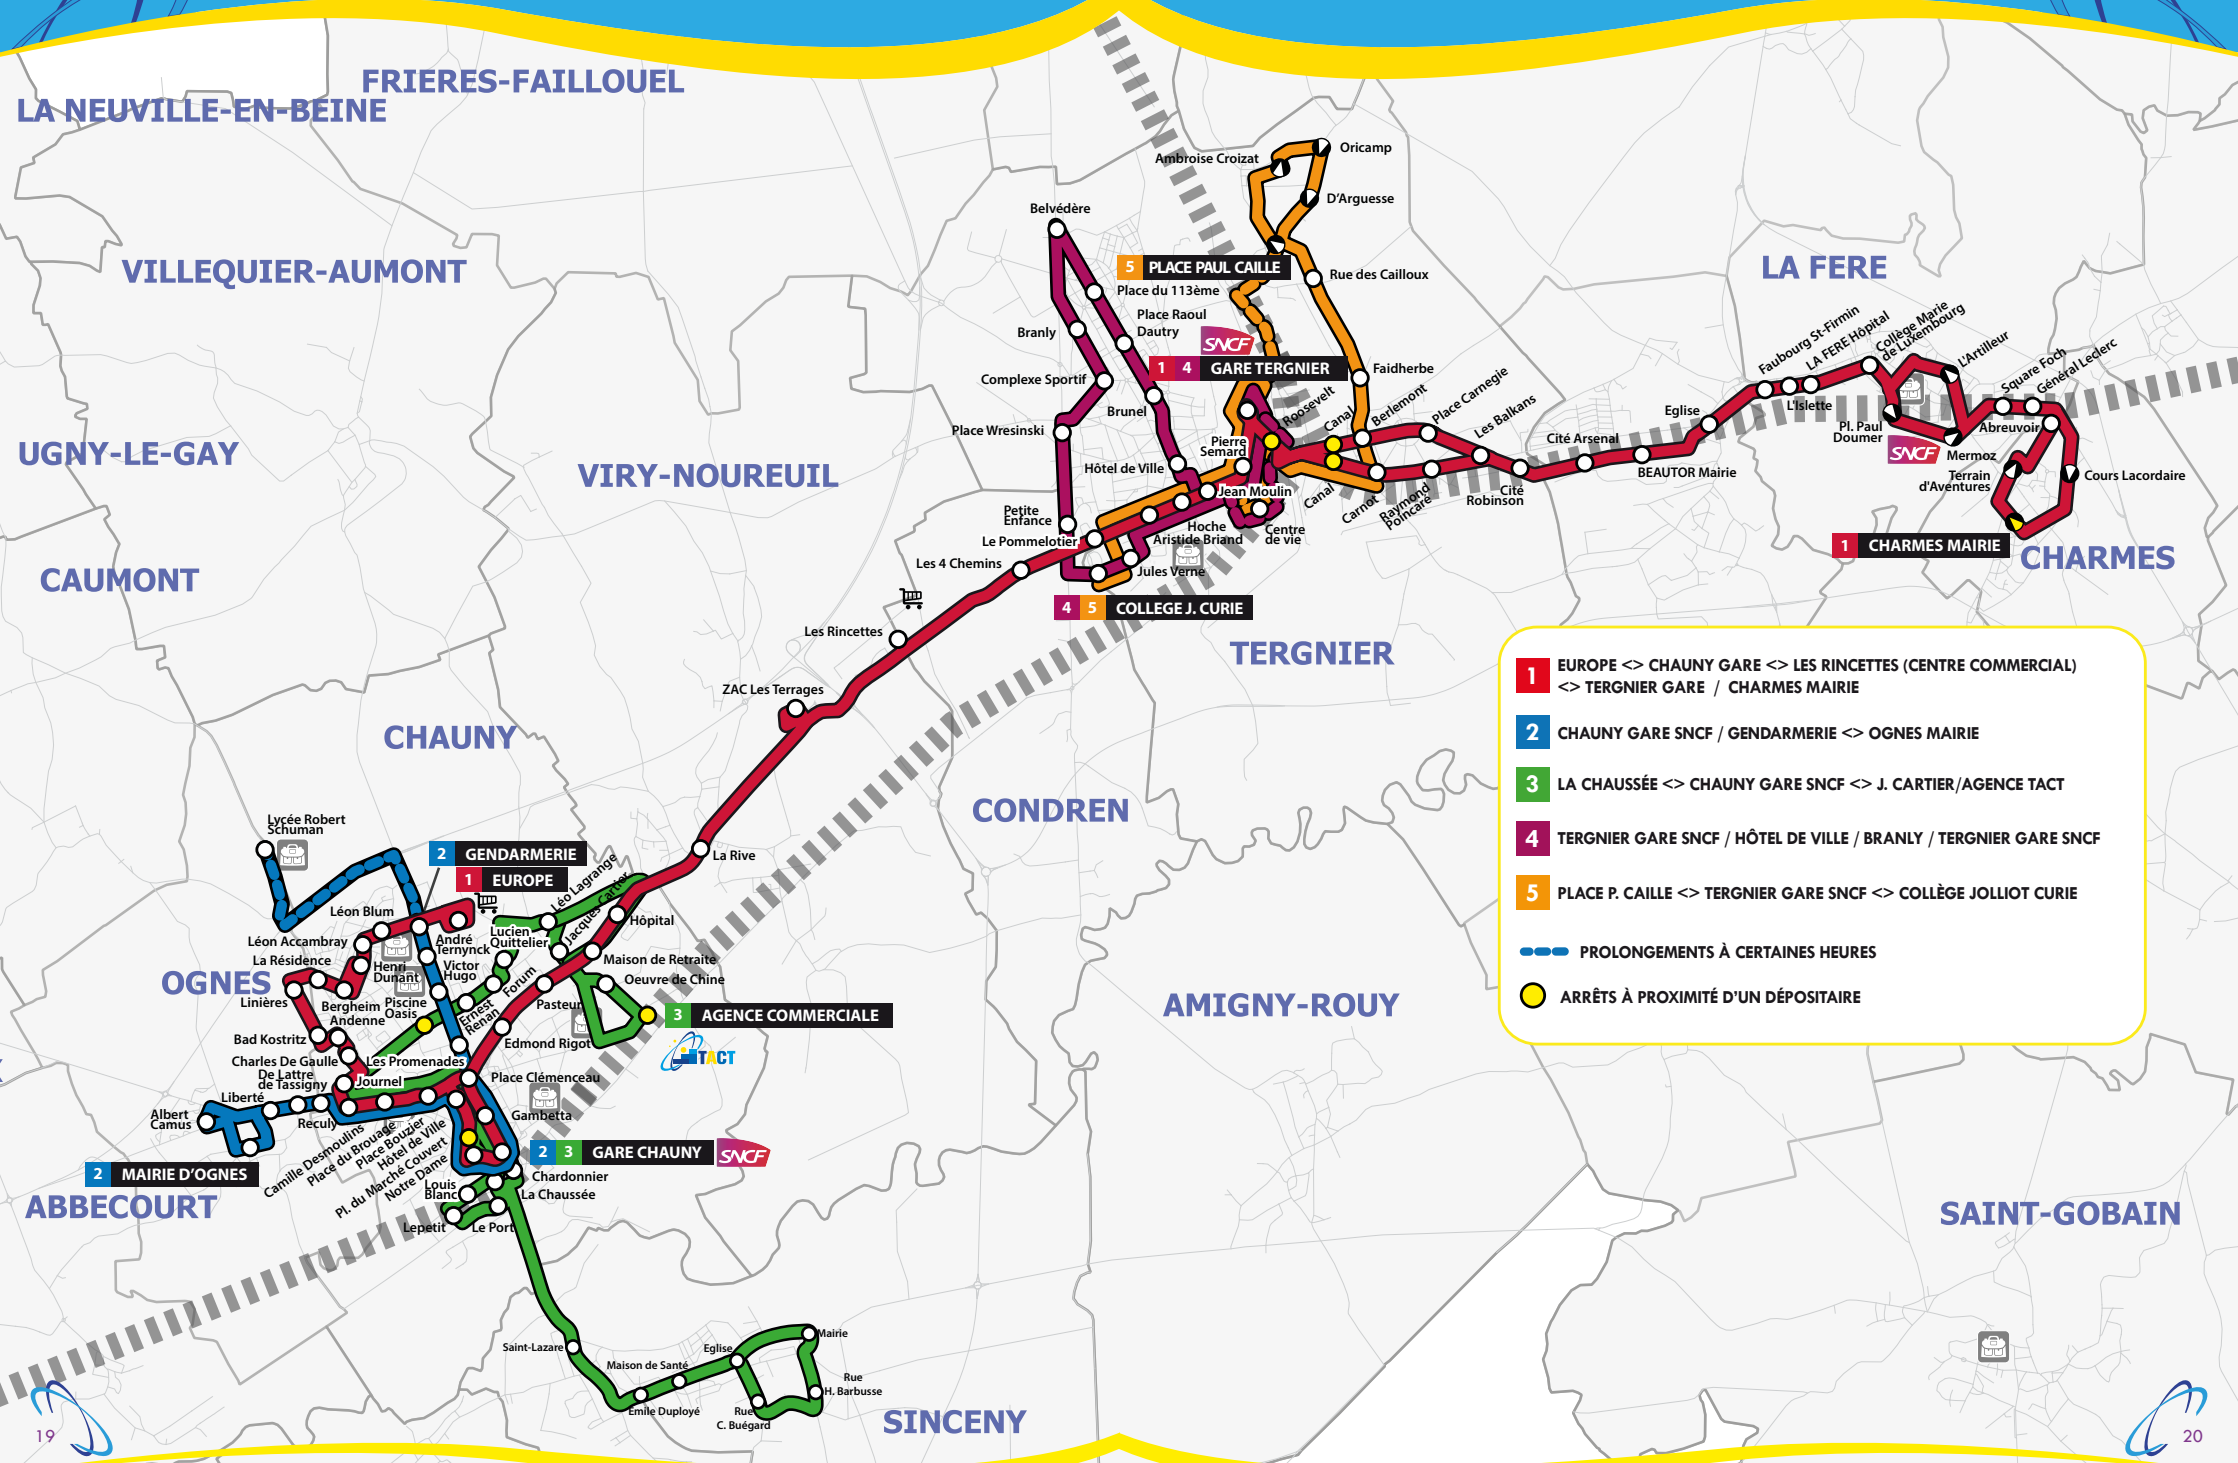 FRIERES-FAILLOUEL
LA NEUVILLE-EN-BEINE
VILLEQUIER-AUMONT
UGNY-LE-GAY
VIRY-NOUREUIL
CAUMONT
CHAUNY
OGNES
ABBECOURT
CONDREN
TERGNIER
AMIGNY-ROUY
LA FERE
CHARMES
SAINT-GOBAIN
SINCENY
Ambroise Croizat
Oricamp
D'Arguesse
Belvédère
5 PLACE PAUL CAILLE
Rue des Cailloux
Place du 113ème
Place Raoul
Dautry
Branly
SNCF
1 4 GARE TERGNIER
Faidherbe
Complexe Sportif
Brunel
Place Wresinski
Roosevelt
Canal
Berlemont
Place Carnegie
Les Balkans
Pierre
Semard
Hôtel de Ville
Jean Moulin
Canal
Carnot
Raymond
Poincaré
Cité
Robinson
Cité Arsenal
BEAUTOR Mairie
Eglise
Faubourg St-Firmin
L'Islette
LA FERE Hôpital
Collège Marie
de Luxembourg
L'Artilleur
Square Foch
Général Leclerc
Pl. Paul
Doumer
SNCF
Mermoz
Abreuvoir
Terrain
d'Aventures
Cours Lacordaire
1 CHARMES MAIRIE
Petite
Enfance
Le Pommelotier
Hoche
Aristide Briand
Centre
de vie
Jules Verne
Les 4 Chemins
4 5 COLLEGE J. CURIE
Les Rincettes
ZAC Les Terrages
La Rive
Lycée Robert
Schuman
2 GENDARMERIE
1 EUROPE
Léo Lagrange
Jacques Cartier
Hôpital
Léon Blum
Léon Accambray
André
Ternynck
Lucien
Quittelier
La Résidence
Henri
Dunant
Victor
Hugo
Forum
Maison de Retraite
Oeuvre de Chine
Linières
Bergheim
Andenne
Piscine
Oasis
Ernest
Renan
Pasteur
3 AGENCE COMMERCIALE
TACT
Bad Kostritz
Edmond Rigot
Charles De Gaulle
De Lattre
de Tassigny
Les Promenades
Journel
Place Clémenceau
Liberté
Albert
Camus
Reculy
Gambetta
Camille Desmoulins
Place du Brouage
Place Bouzier
Hôtel de Ville
Pl. du Marché Couvert
Notre Dame
2 3 GARE CHAUNY SNCF
2 MAIRIE D'OGNES
Chardonnier
Louis
Blanc
La Chaussée
Lepetit
Le Port
Saint-Lazare
Maison de Santé
Eglise
Mairie
Rue
H. Barbusse
Emile Duployé
Rue
C. Buégard
1 EUROPE <> CHAUNY GARE <> LES RINCETTES (CENTRE COMMERCIAL)
<> TERGNIER GARE / CHARMES MAIRIE
2 CHAUNY GARE SNCF / GENDARMERIE <> OGNES MAIRIE
3 LA CHAUSSÉE <> CHAUNY GARE SNCF <> J. CARTIER/AGENCE TACT
4 TERGNIER GARE SNCF / HÔTEL DE VILLE / BRANLY / TERGNIER GARE SNCF
5 PLACE P. CAILLE <> TERGNIER GARE SNCF <> COLLÈGE JOLLIOT CURIE
PROLONGEMENTS À CERTAINES HEURES
ARRÊTS À PROXIMITÉ D'UN DÉPOSITAIRE
19
20